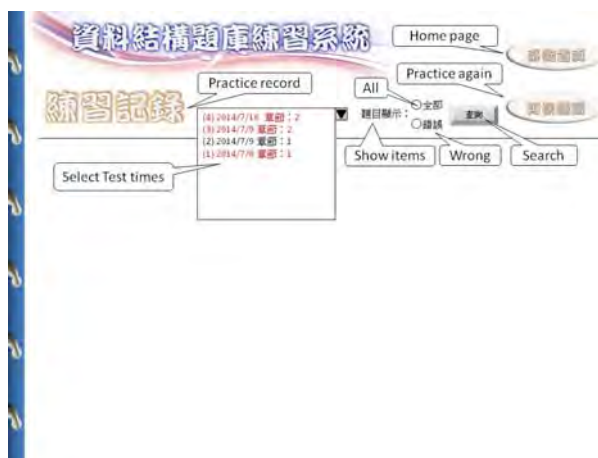 資料結構題庫練習系統
Home page
Practice again
練習記錄
Practice record
All
(4)2014/7/10 章節：2
(3)2014/7/9 章節：2
(2)2014/7/9 章節：1
(1)2014/7/8 章節：1
題目顯示：
○全部
○錯誤
查詢
Show items
Wrong
Search
Select Test times